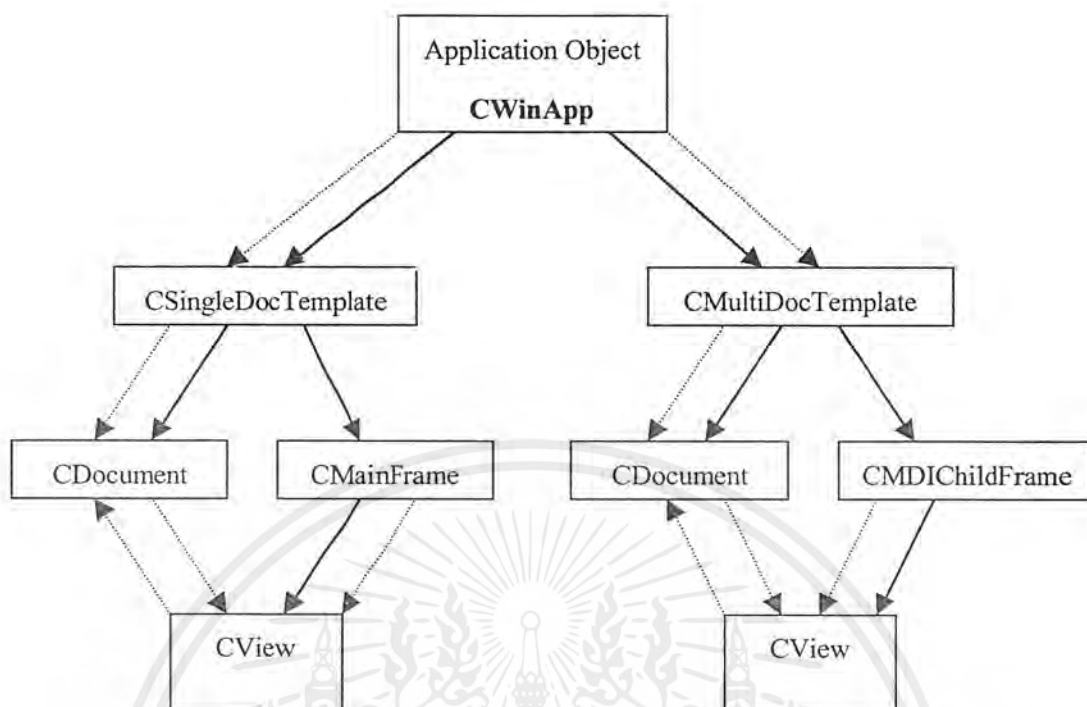 Application Object
CWinApp
CSingleDocTemplate
CMultiDocTemplate
CDocument
CMainFrame
CDocument
CMDIChildFrame
CView
CView